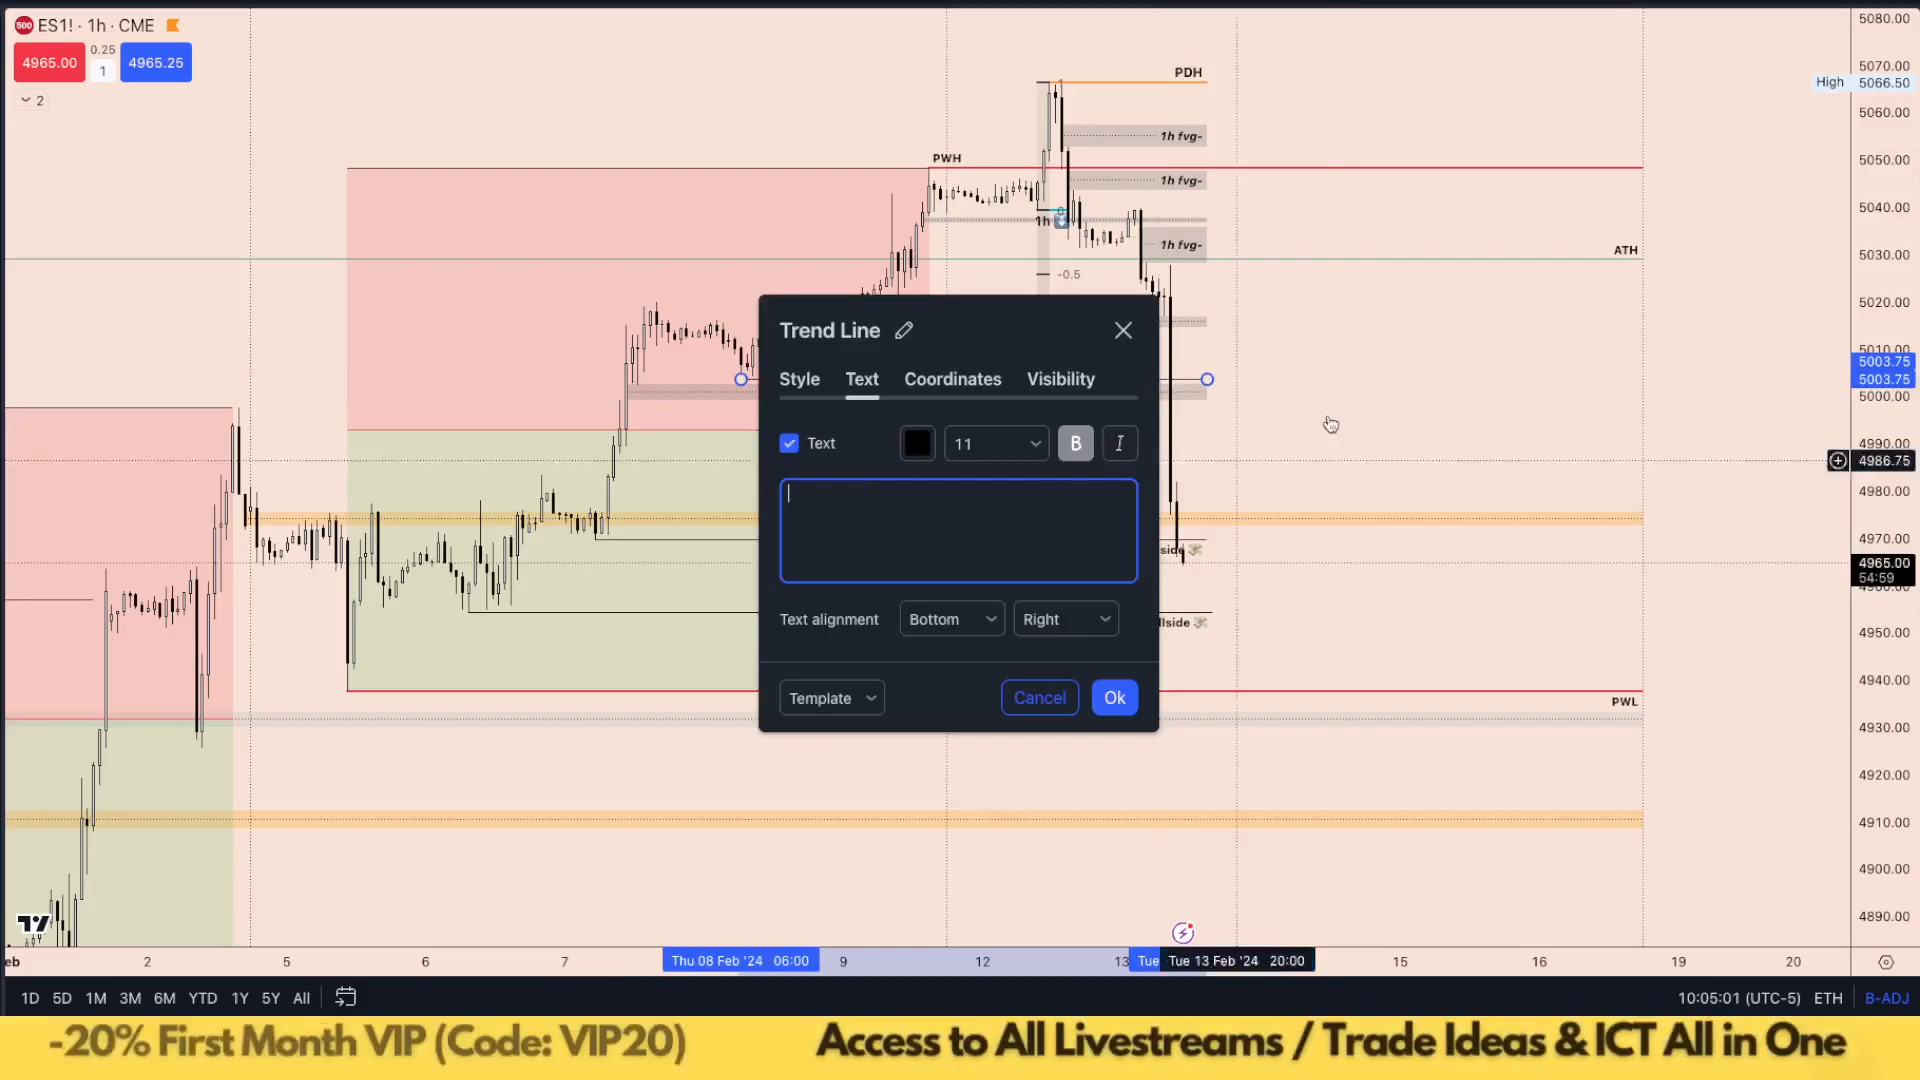 500 ES1! · 1h · CME
4965.00 0.25 1 4965.25
2
PDH
1h fvg-
PWH
1h fvg-
0
1h
1h fvg-
ATH
-0.5
Trend Line
Style Text Coordinates Visibility
Text 11 B I
side
Text alignment Bottom Right
llside
Template Cancel Ok
PWL
5080.00
5070.00
High 5066.50
5060.00
5050.00
5040.00
5030.00
5020.00
5010.00
5003.75
5003.75
5000.00
4990.00
4986.75
4980.00
4970.00
4965.00
54:59
4960.00
4950.00
4940.00
4930.00
4920.00
4910.00
4900.00
4890.00
eb 2 5 6 7 Thu 08 Feb '24 06:00 9 12 13 Tue Tue 13 Feb '24 20:00 15 16 19 20
1D 5D 1M 3M 6M YTD 1Y 5Y All 10:05:01 (UTC-5) ETH B-ADJ
-20% First Month VIP (Code: VIP20) Access to All Livestreams / Trade Ideas & ICT All in One